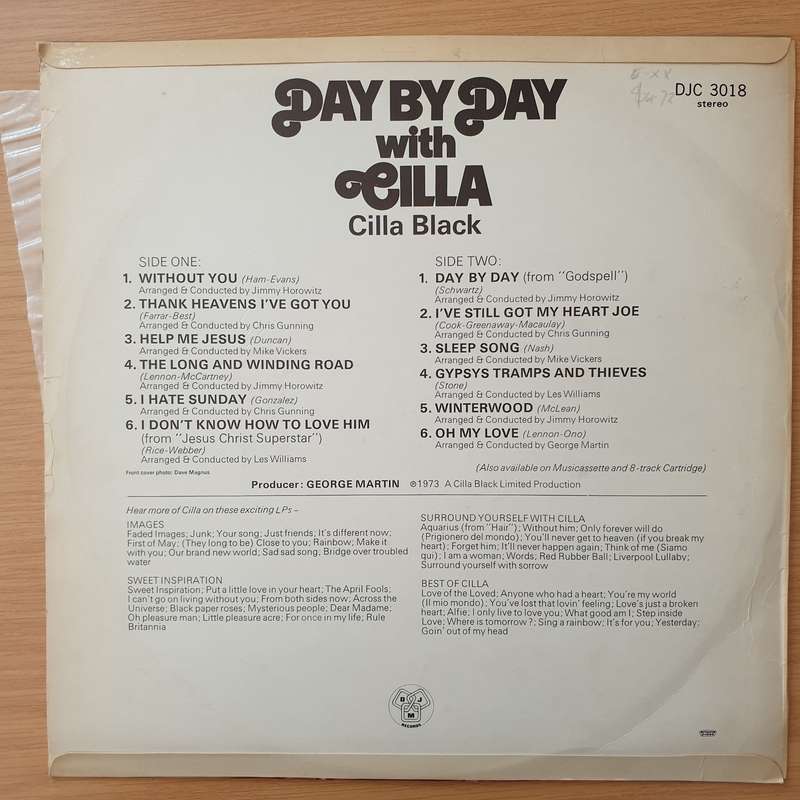 DJC 3018
stereo
DAY BY DAY
with
CILLA
Cilla Black
SIDE ONE:
1. WITHOUT YOU (Ham-Evans)
Arranged & Conducted by Jimmy Horowitz
2. THANK HEAVENS I'VE GOT YOU
(Farrar-Best)
Arranged & Conducted by Chris Gunning
3. HELP ME JESUS (Duncan)
Arranged & Conducted by Mike Vickers
4. THE LONG AND WINDING ROAD
(Lennon-McCartney)
Arranged & Conducted by Jimmy Horowitz
5. I HATE SUNDAY (Gonzalez)
Arranged & Conducted by Chris Gunning
6. I DON'T KNOW HOW TO LOVE HIM
(from "Jesus Christ Superstar")
(Rice-Webber)
Arranged & Conducted by Les Williams
Front cover photo: Dave Magnus
SIDE TWO:
1. DAY BY DAY (from "Godspell")
(Schwartz)
Arranged & Conducted by Jimmy Horowitz
2. I'VE STILL GOT MY HEART JOE
(Cook-Greenaway-Macaulay)
Arranged & Conducted by Chris Gunning
3. SLEEP SONG (Nash)
Arranged & Conducted by Mike Vickers
4. GYPSYS TRAMPS AND THIEVES
(Stone)
Arranged & Conducted by Les Williams
5. WINTERWOOD (McLean)
Arranged & Conducted by Jimmy Horowitz
6. OH MY LOVE (Lennon-Ono)
Arranged & Conducted by George Martin
(Also available on Musicassette and 8-track Cartridge)
Producer: GEORGE MARTIN ℗1973 A Cilla Black Limited Production
Hear more of Cilla on these exciting LPs –
IMAGES
Faded Images; Junk; Your song; Just friends; It's different now;
First of May; (They long to be) Close to you; Rainbow; Make it
with you; Our brand new world; Sad sad song; Bridge over troubled
water
SWEET INSPIRATION
Sweet Inspiration; Put a little love in your heart; The April Fools;
I can't go on living without you; From both sides now; Across the
Universe; Black paper roses; Mysterious people; Dear Madame;
Oh pleasure man; Little pleasure acre; For once in my life; Rule
Britannia
SURROUND YOURSELF WITH CILLA
Aquarius (from "Hair"); Without him; Only forever will do
(Prigionero del mondo); You'll never get to heaven (if you break my
heart); Forget him; It'll never happen again; Think of me (Siamo
qui); I am a woman; Words; Red Rubber Ball; Liverpool Lullaby;
Surround yourself with sorrow
BEST OF CILLA
Love of the Loved; Anyone who had a heart; You're my world
(Il mio mondo); You've lost that lovin' feeling; Love's just a broken
heart; Alfie; I only live to love you; What good am I; Step inside
Love; Where is tomorrow?; Sing a rainbow; It's for you; Yesterday;
Goin' out of my head
D J
M
RECORDS